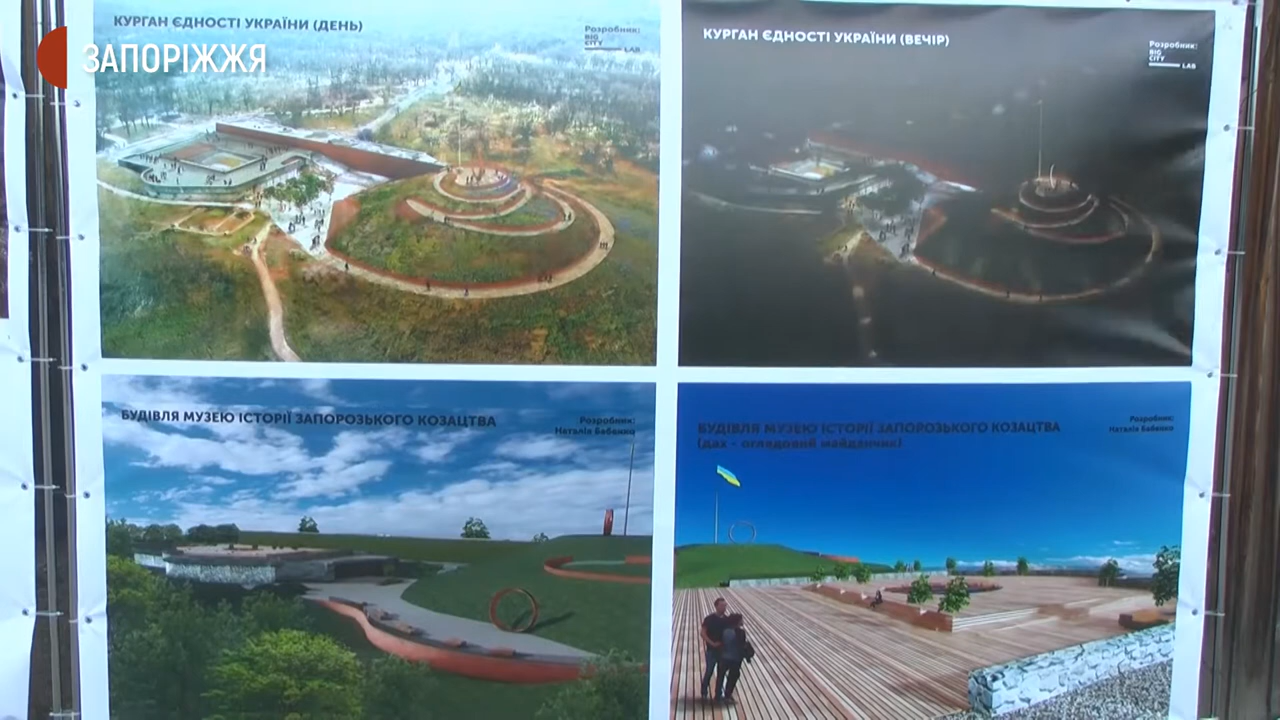 ЗАПОРІЖЖЯ
КУРГАН ЄДНОСТІ УКРАЇНИ (ДЕНЬ)
Розробник:
BIG
CITY
LAB
КУРГАН ЄДНОСТІ УКРАЇНИ (ВЕЧІР)
Розробник:
BIG
CITY
LAB
БУДІВЛЯ МУЗЕЮ ІСТОРІЇ ЗАПОРОЗЬКОГО КОЗАЦТВА
Розробник:
Наталія Бабенко
БУДІВЛЯ МУЗЕЮ ІСТОРІЇ ЗАПОРОЗЬКОГО КОЗАЦТВА
(дах - оглядовий майданчик)
Розробник:
Наталія Бабенко